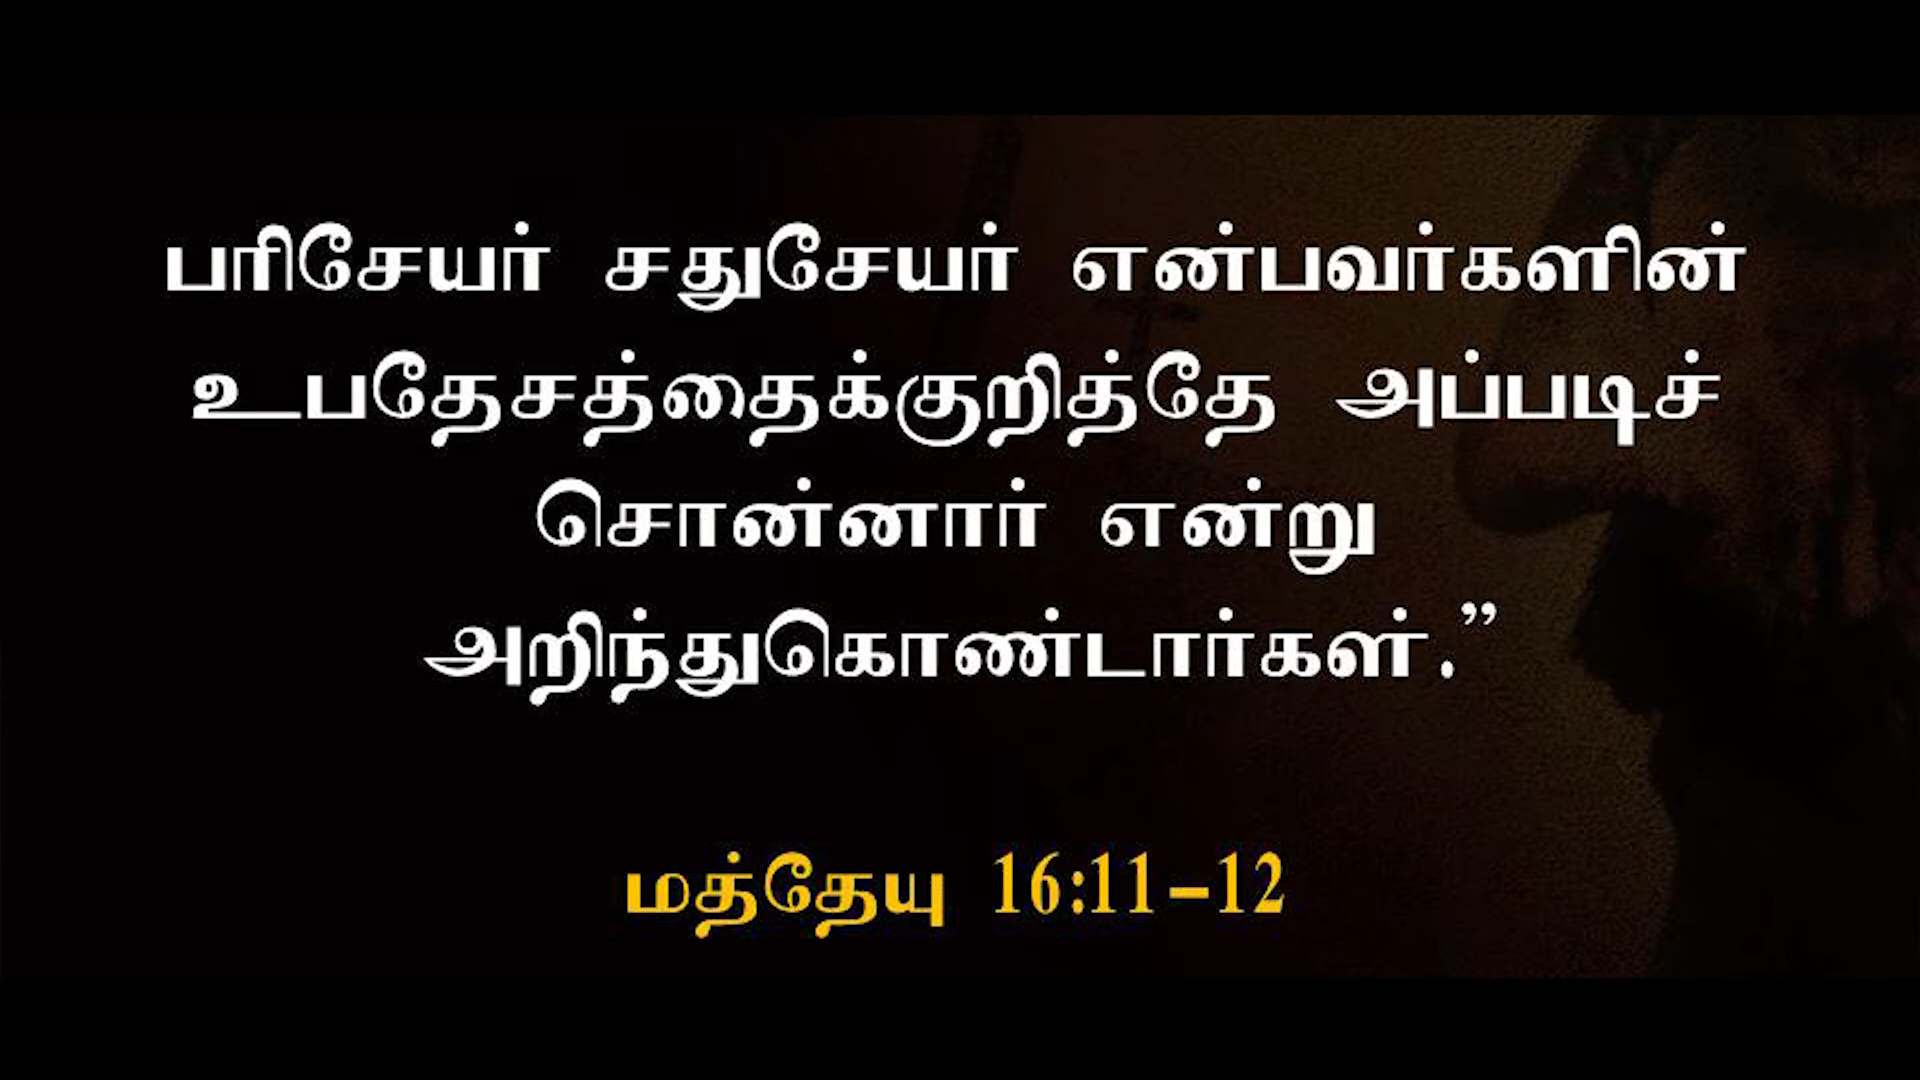 பரிசேயர் சதுசேயர் என்பவர்களின்
உபதேசத்தைக்குறித்தே அப்படிச்
சொன்னார் என்று
அறிந்துகொண்டார்கள்.”
மத்தேயு 16:11-12